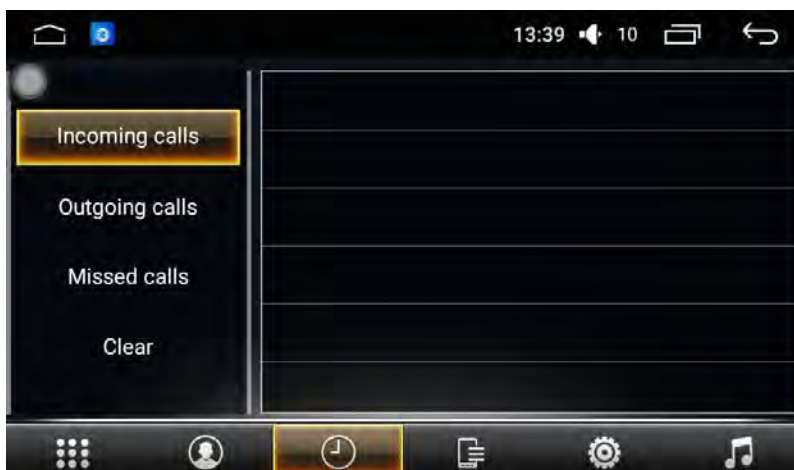 13:39 10
Incoming calls
Outgoing calls
Missed calls
Clear